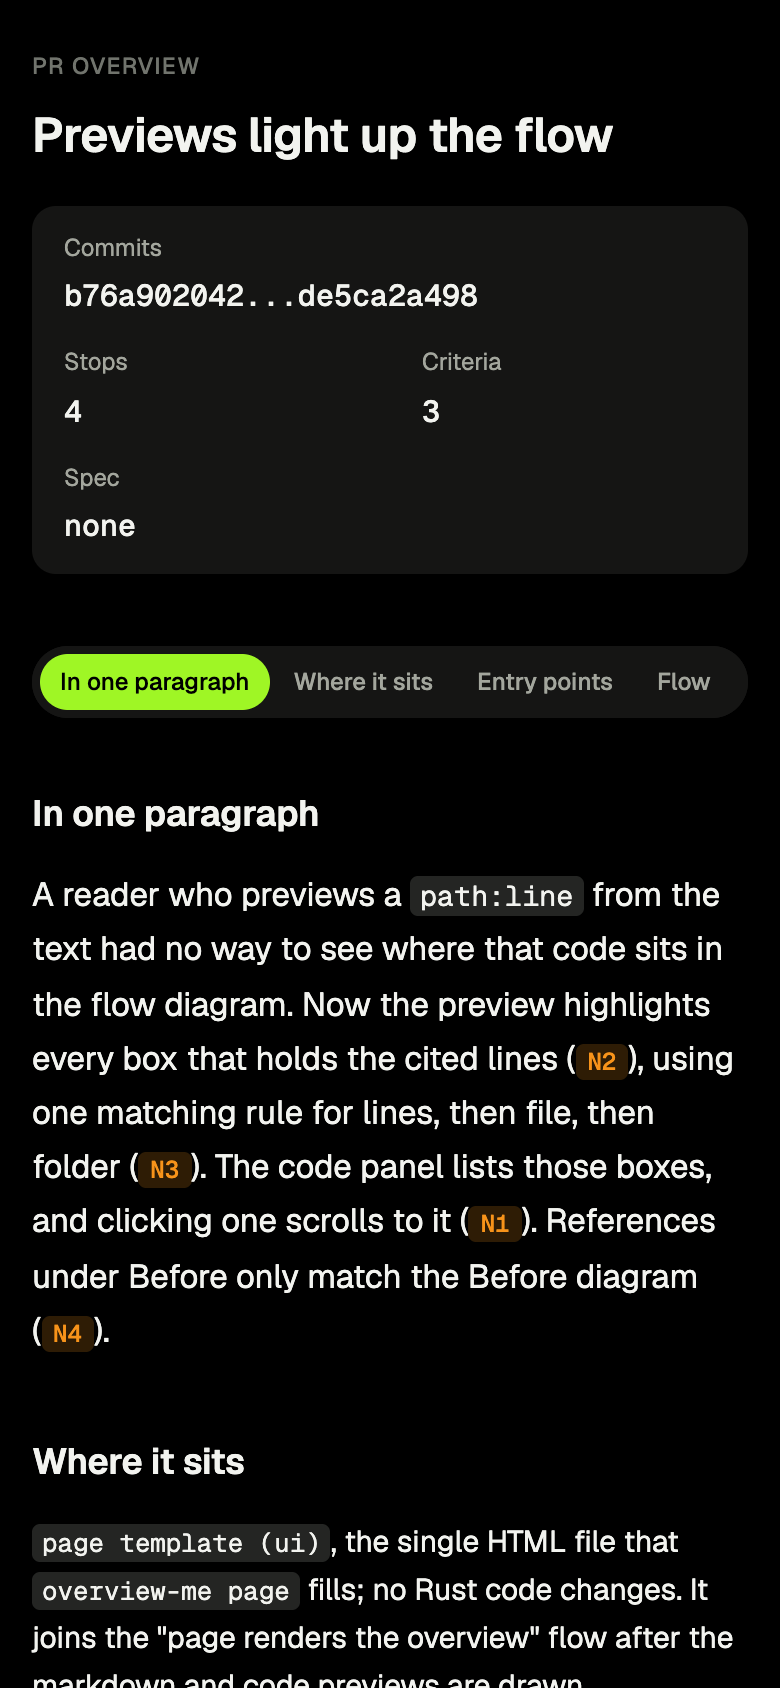 PR OVERVIEW
Previews light up the flow
Commits
b76a902042...de5ca2a498
Stops
Criteria
4
3
Spec
none
In one paragraph
Where it sits
Entry points
Flow
In one paragraph
A reader who previews a path:line from the
text had no way to see where that code sits in
the flow diagram. Now the preview highlights
every box that holds the cited lines (N2), using
one matching rule for lines, then file, then
folder (N3). The code panel lists those boxes,
and clicking one scrolls to it (N1). References
under Before only match the Before diagram
(N4).
Where it sits
page template (ui), the single HTML file that
overview-me page fills; no Rust code changes. It
joins the "page renders the overview" flow after the
markdown and code previews are drawn